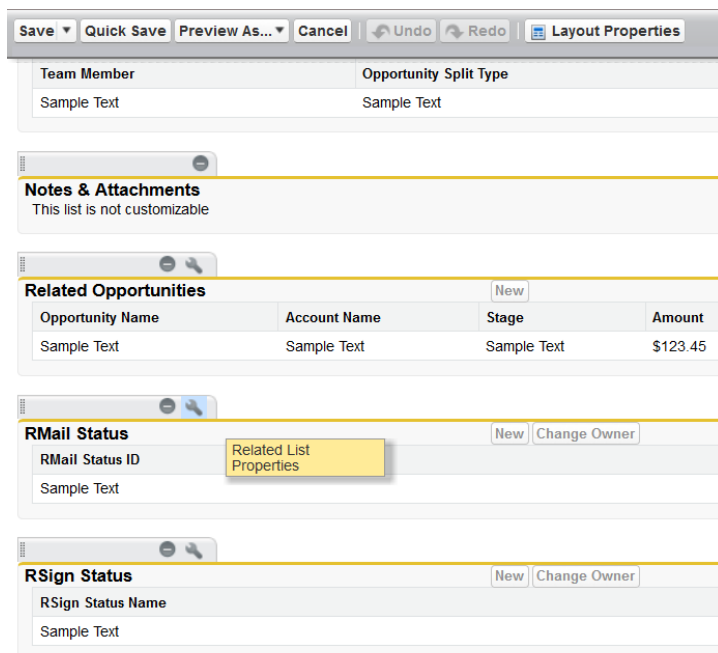 Save Quick Save Preview As... Cancel Undo Redo Layout Properties
Team Member Opportunity Split Type
Sample Text Sample Text
Notes & Attachments
This list is not customizable
Related Opportunities New
Opportunity Name Account Name Stage Amount
Sample Text Sample Text Sample Text $123.45
RMail Status New Change Owner
RMail Status ID
Related List
Properties
Sample Text
RSign Status New Change Owner
RSign Status Name
Sample Text